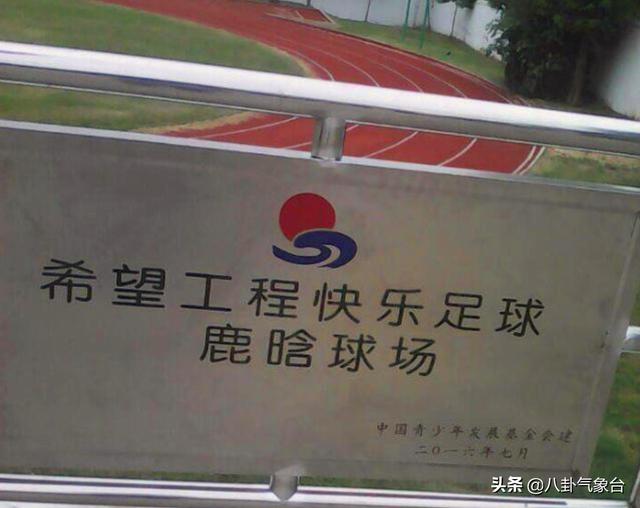 希望工程快乐足球
鹿晗球场
中国青少年发展基金会建
二〇一六年七月
头条 @八卦气象台